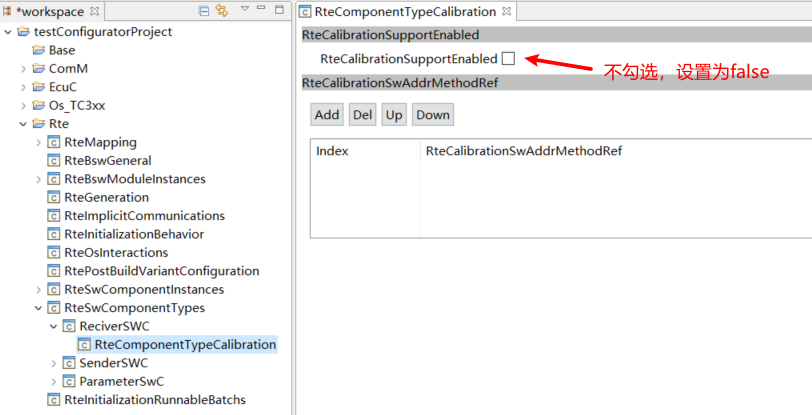 *workspace
testConfiguratorProject
Base
ComM
EcuC
Os_TC3xx
Rte
RteMapping
RteBswGeneral
RteBswModuleInstances
RteGeneration
RteImplicitCommunications
RteInitializationBehavior
RteOsInteractions
RtePostBuildVariantConfiguration
RteSwComponentInstances
RteSwComponentTypes
ReciverSWC
RteComponentTypeCalibration
SenderSWC
ParameterSwC
RteInitializationRunnableBatchs
RteComponentTypeCalibration
RteCalibrationSupportEnabled
RteCalibrationSupportEnabled
不勾选，设置为false
RteCalibrationSwAddrMethodRef
Add Del Up Down
Index RteCalibrationSwAddrMethodRef